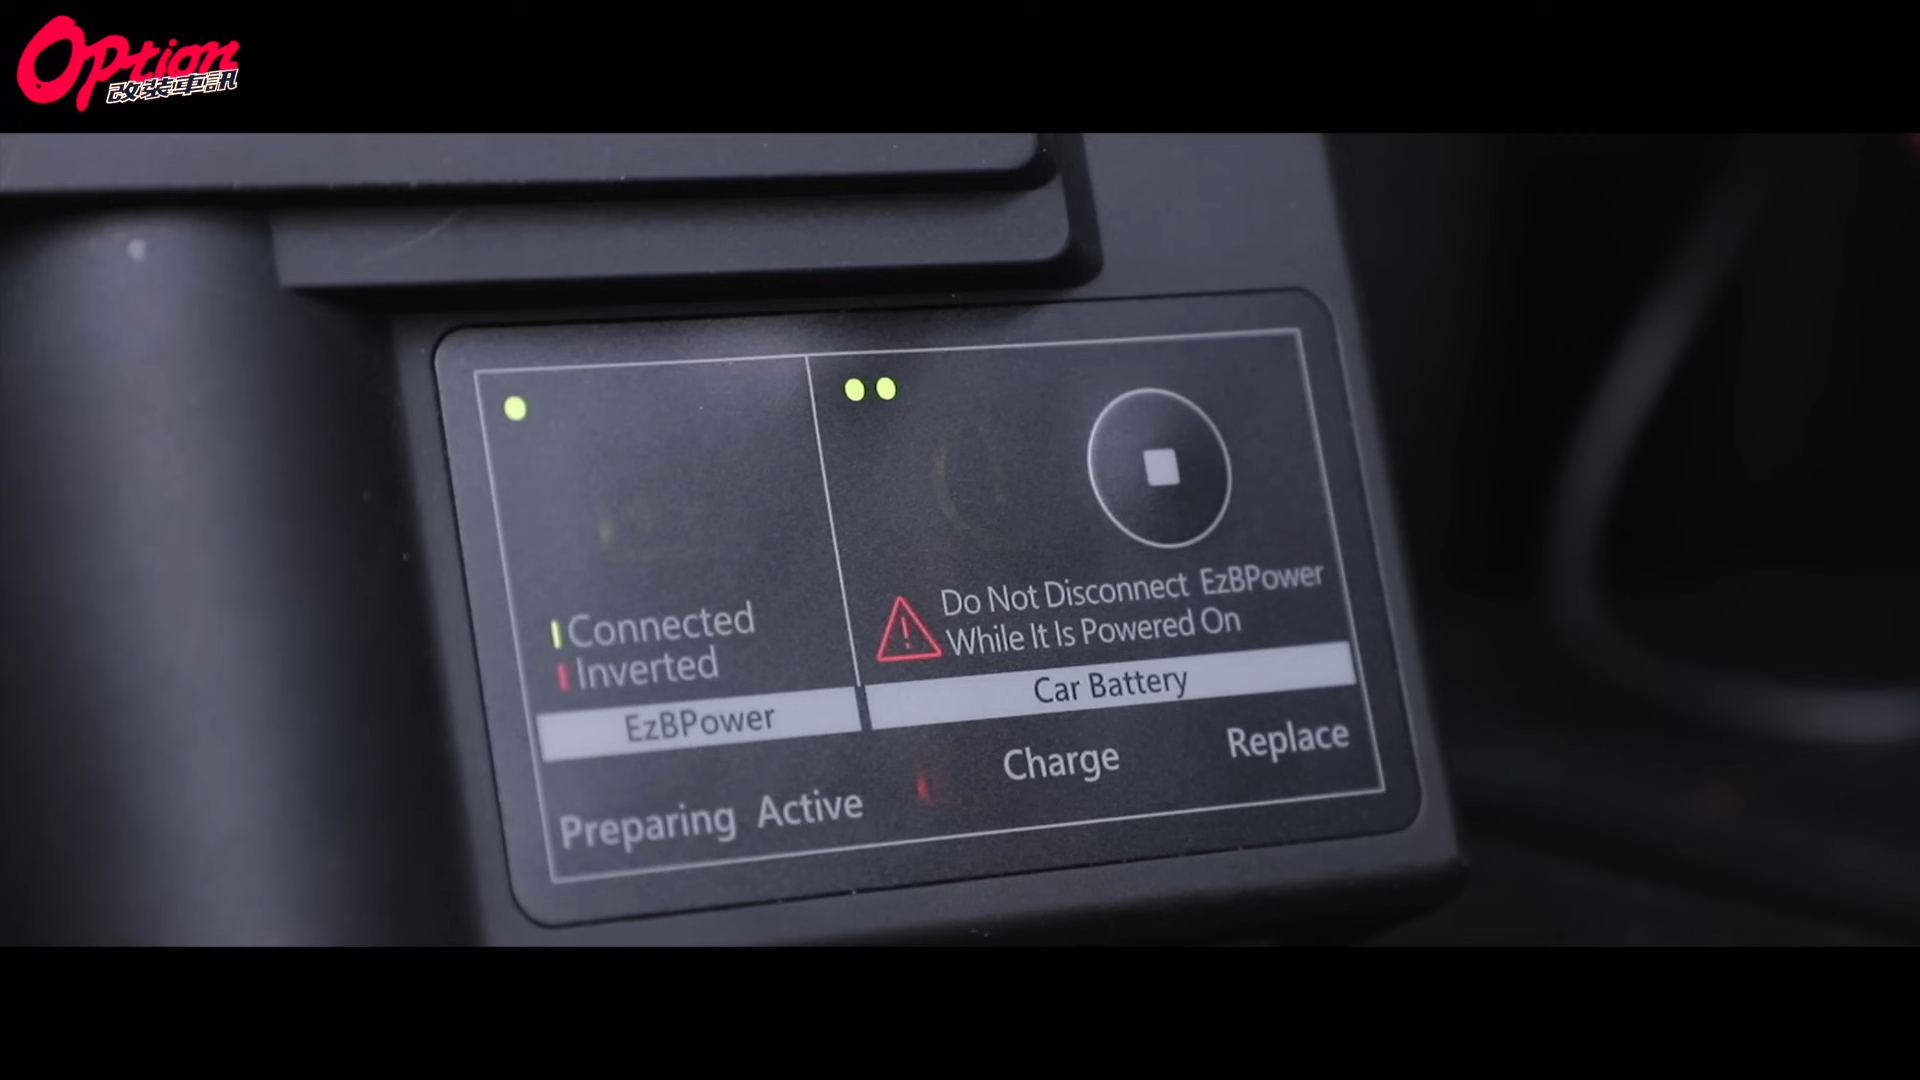 Option
改裝車訊
Connected
Inverted
EzBPower
Preparing Active
Do Not Disconnect EzBPower
While It Is Powered On
Car Battery
Charge
Replace